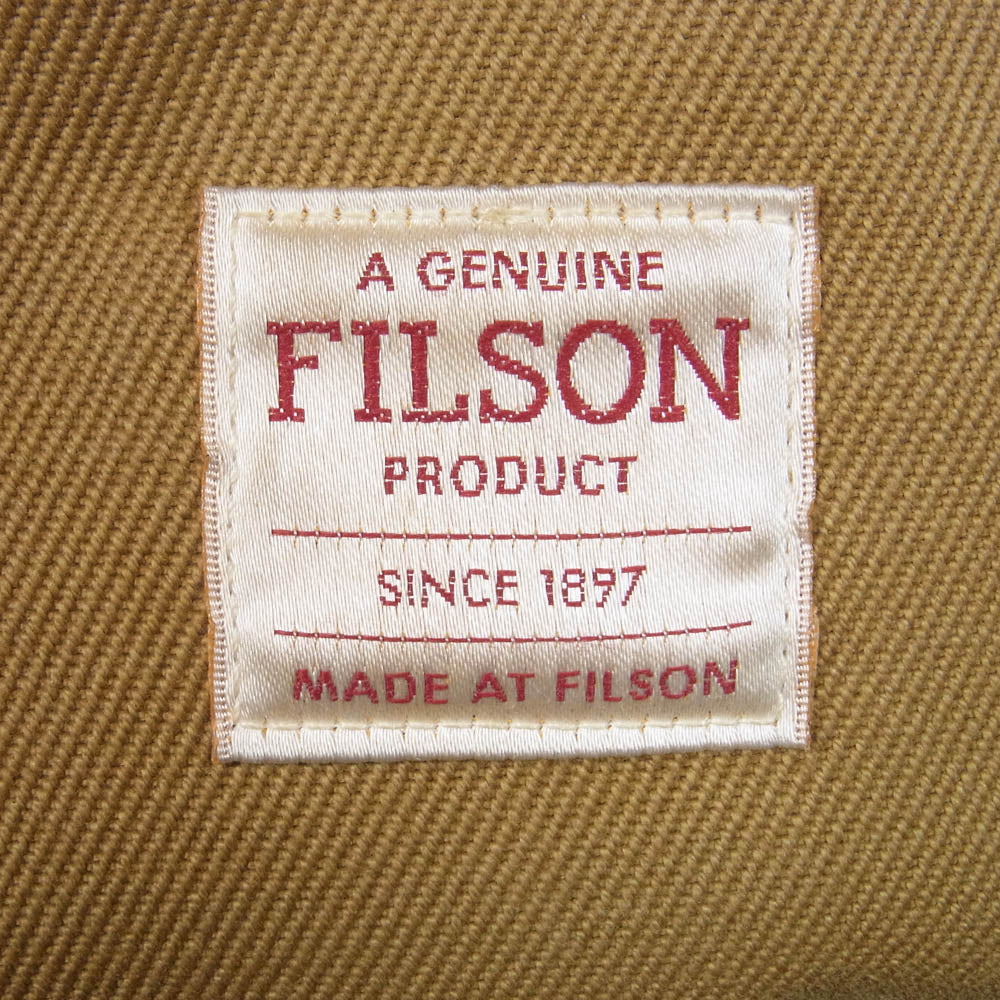 A GENUINE
FILSON
PRODUCT
SINCE 1897
MADE AT FILSON